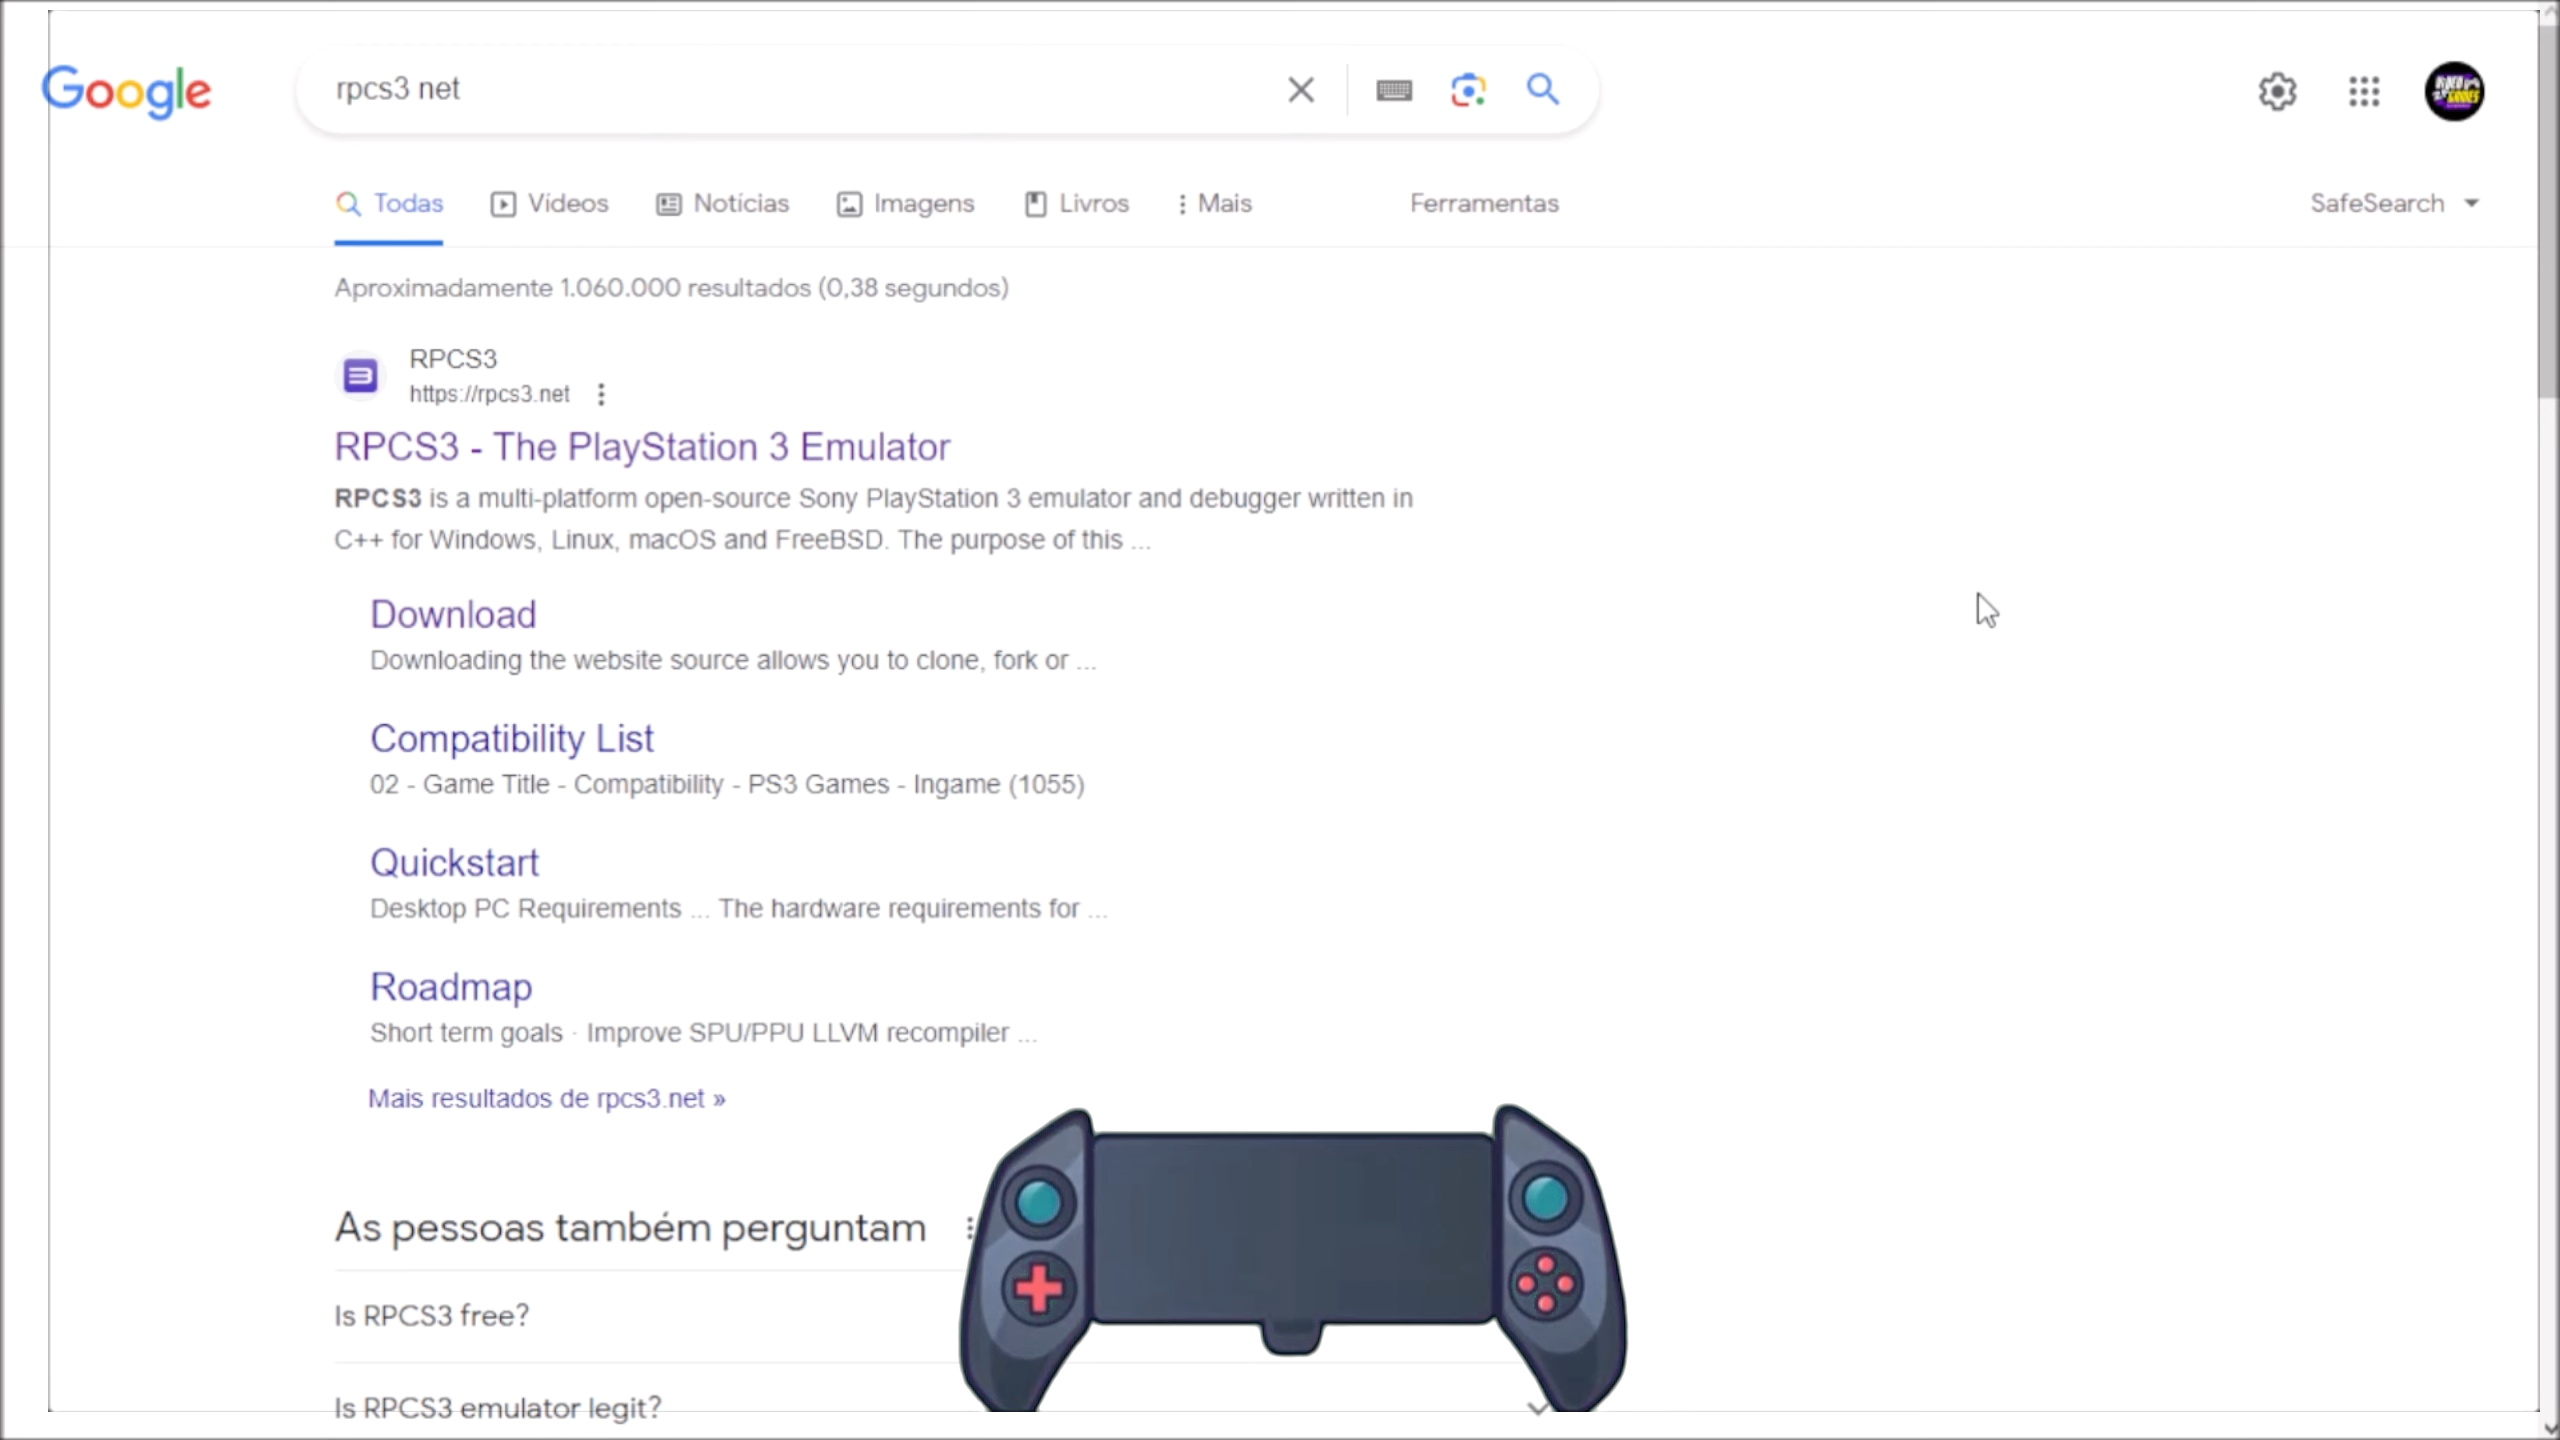 Google
rpcs3 net
Todas
Vídeos
Notícias
Imagens
Livros
Mais
Ferramentas
SafeSearch
Aproximadamente 1.060.000 resultados (0,38 segundos)
RPCS3
https://rpcs3.net
RPCS3 - The PlayStation 3 Emulator
RPCS3 is a multi-platform open-source Sony PlayStation 3 emulator and debugger written in
C++ for Windows, Linux, macOS and FreeBSD. The purpose of this ...
Download
Downloading the website source allows you to clone, fork or ...
Compatibility List
02 - Game Title - Compatibility - PS3 Games - Ingame (1055)
Quickstart
Desktop PC Requirements ... The hardware requirements for ...
Roadmap
Short term goals · Improve SPU/PPU LLVM recompiler ...
Mais resultados de rpcs3.net »
As pessoas também perguntam
Is RPCS3 free?
Is RPCS3 emulator legit?